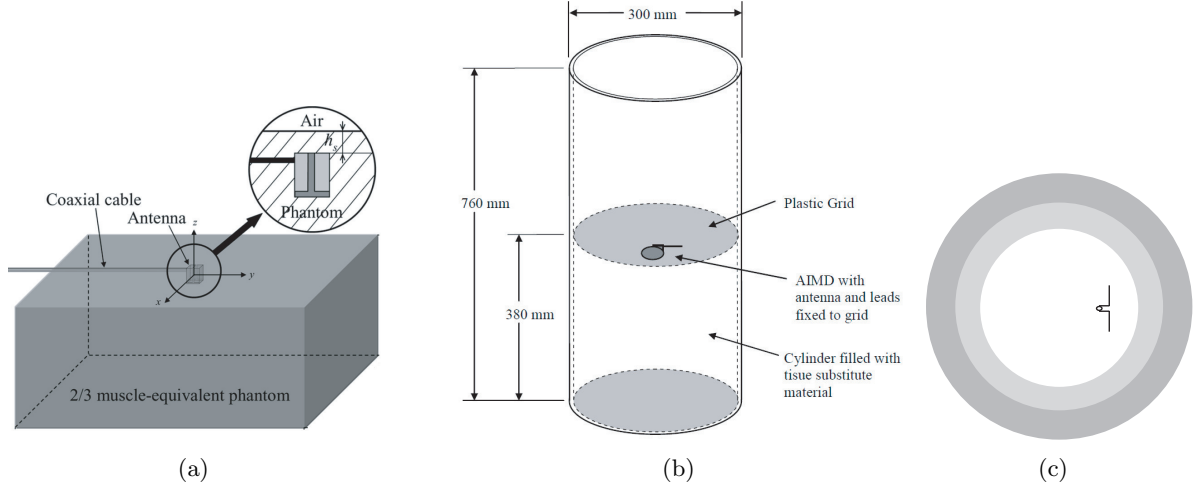 Air
h_s
Phantom
Coaxial cable
Antenna
z
y
x
2/3 muscle-equivalent phantom
(a)
300 mm
760 mm
380 mm
Plastic Grid
AIMD with
antenna and leads
fixed to grid
Cylinder filled with
tisue substitute
material
(b)
(c)